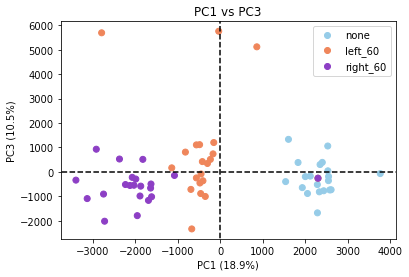 PC1 vs PC3
none
left_60
right_60
6000
5000
4000
3000
2000
1000
0
−1000
−2000
PC3 (10.5%)
−3000 −2000 −1000 0 1000 2000 3000 4000
PC1 (18.9%)